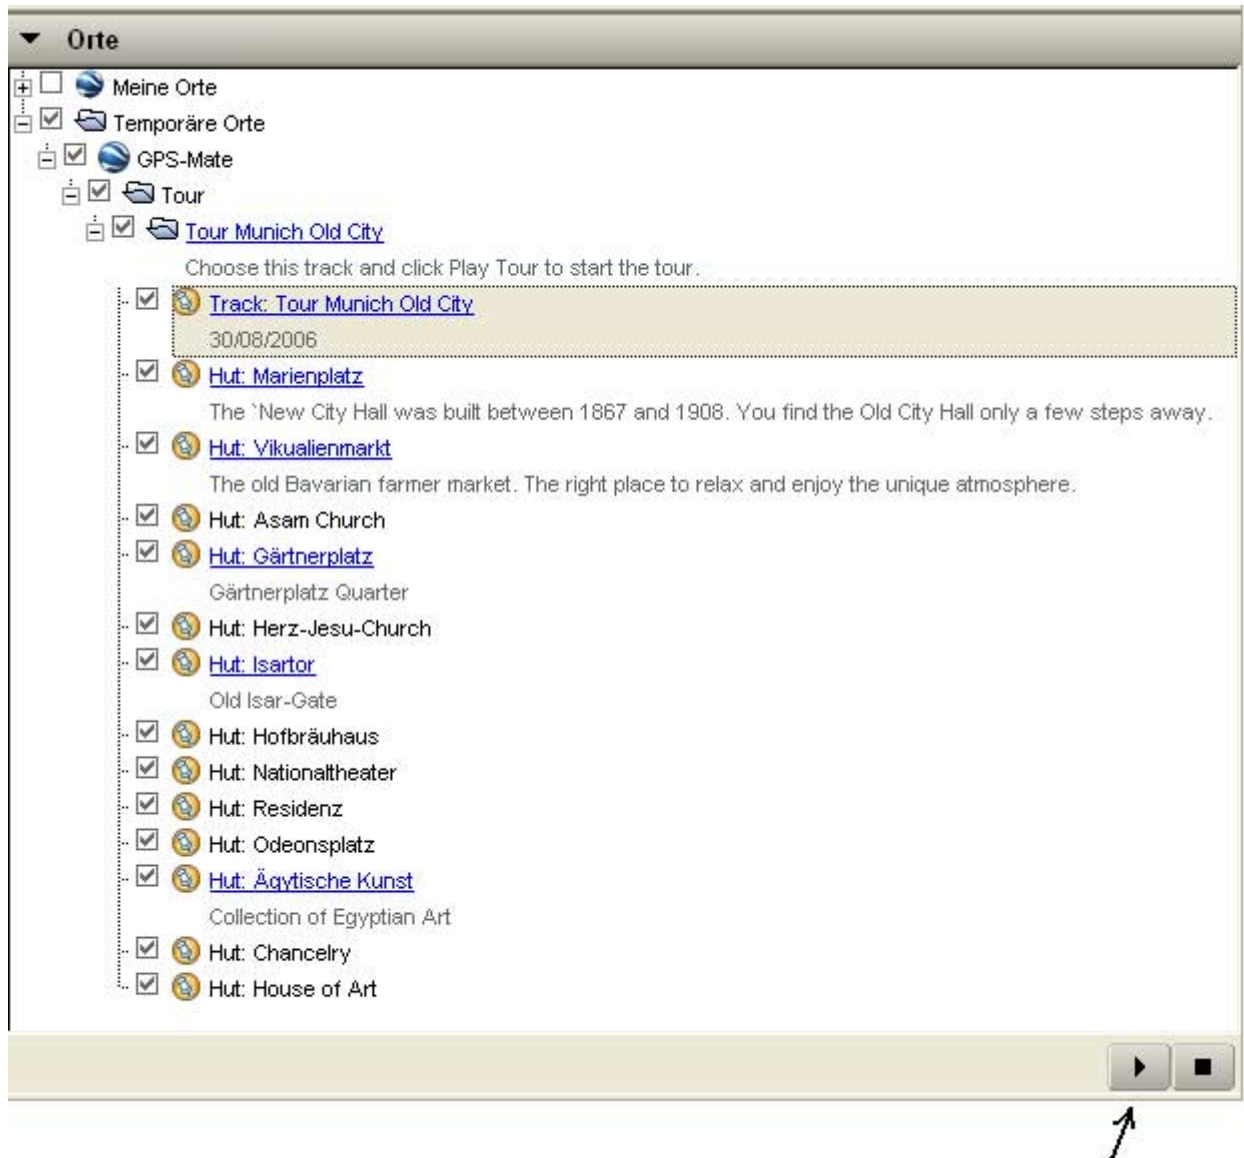 Orte
Meine Orte
Temporäre Orte
GPS-Mate
Tour
Tour Munich Old City
Choose this track and click Play Tour to start the tour.
Track: Tour Munich Old City
30/08/2006
Hut: Marienplatz
The `New City Hall was built between 1867 and 1908. You find the Old City Hall only a few steps away.
Hut: Vikualienmarkt
The old Bavarian farmer market. The right place to relax and enjoy the unique atmosphere.
Hut: Asam Church
Hut: Gärtnerplatz
Gärtnerplatz Quarter
Hut: Herz-Jesu-Church
Hut: Isartor
Old Isar-Gate
Hut: Hofbräuhaus
Hut: Nationaltheater
Hut: Residenz
Hut: Odeonsplatz
Hut: Ägytische Kunst
Collection of Egyptian Art
Hut: Chancelry
Hut: House of Art